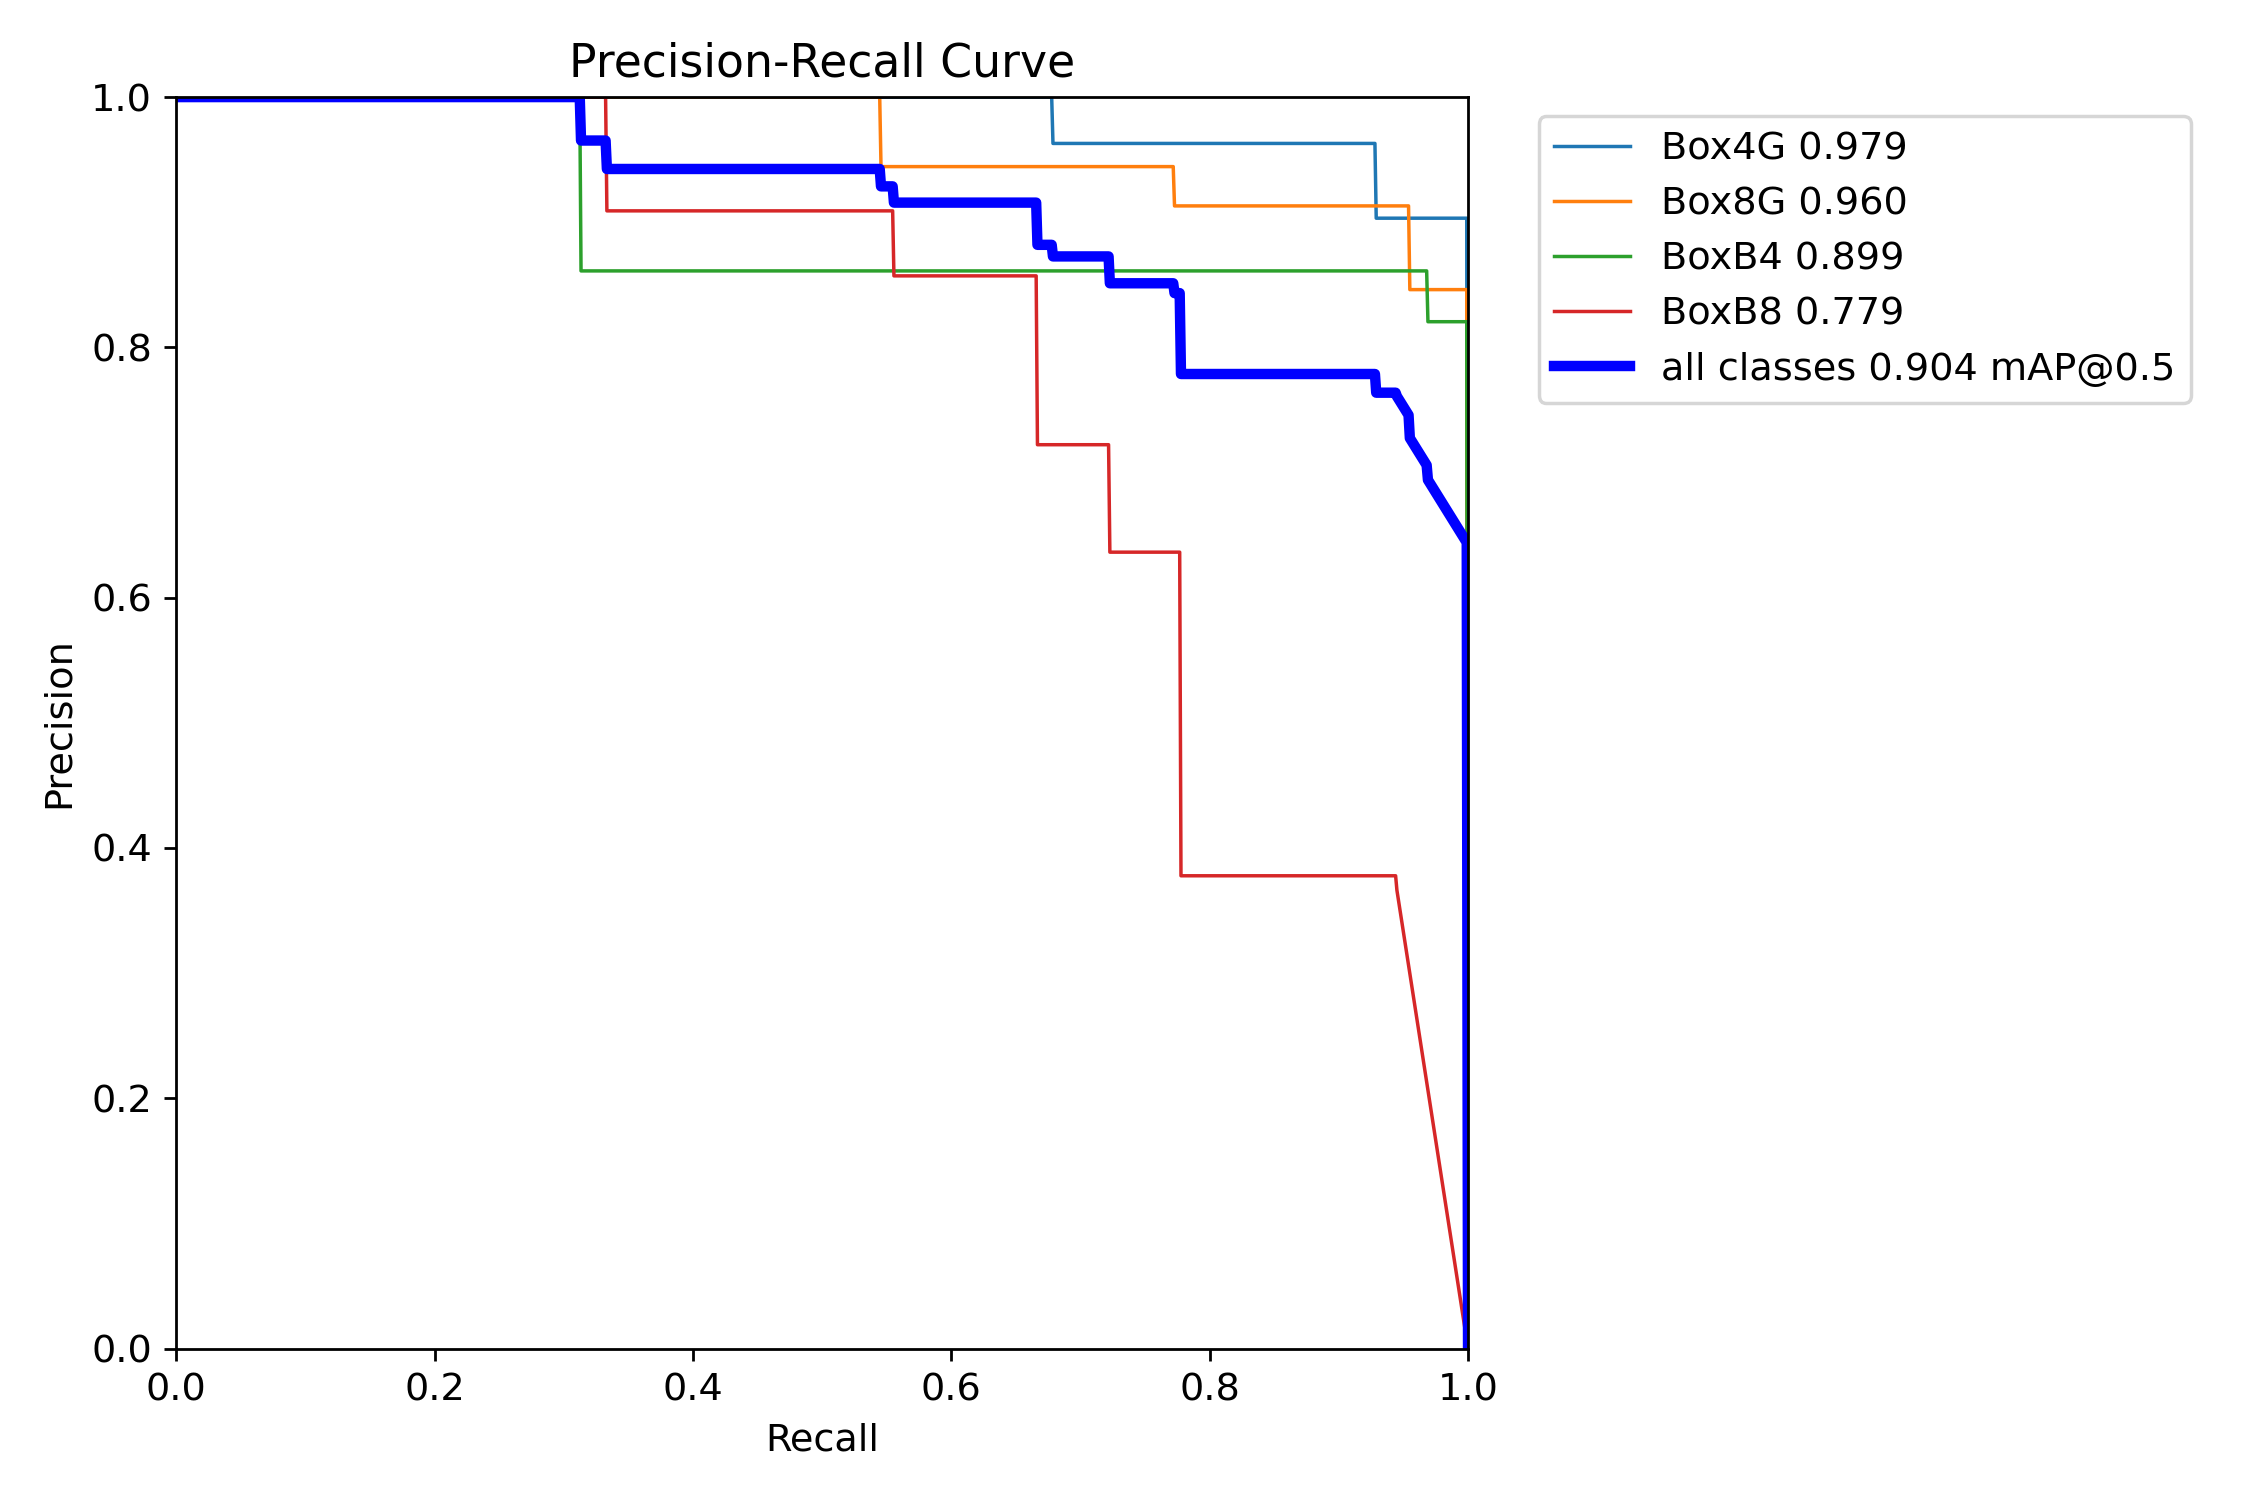 Precision-Recall Curve
1.0
0.8
0.6
0.4
0.2
0.0
Precision
0.0 0.2 0.4 0.6 0.8 1.0
Recall
Box4G 0.979
Box8G 0.960
BoxB4 0.899
BoxB8 0.779
all classes 0.904 mAP@0.5